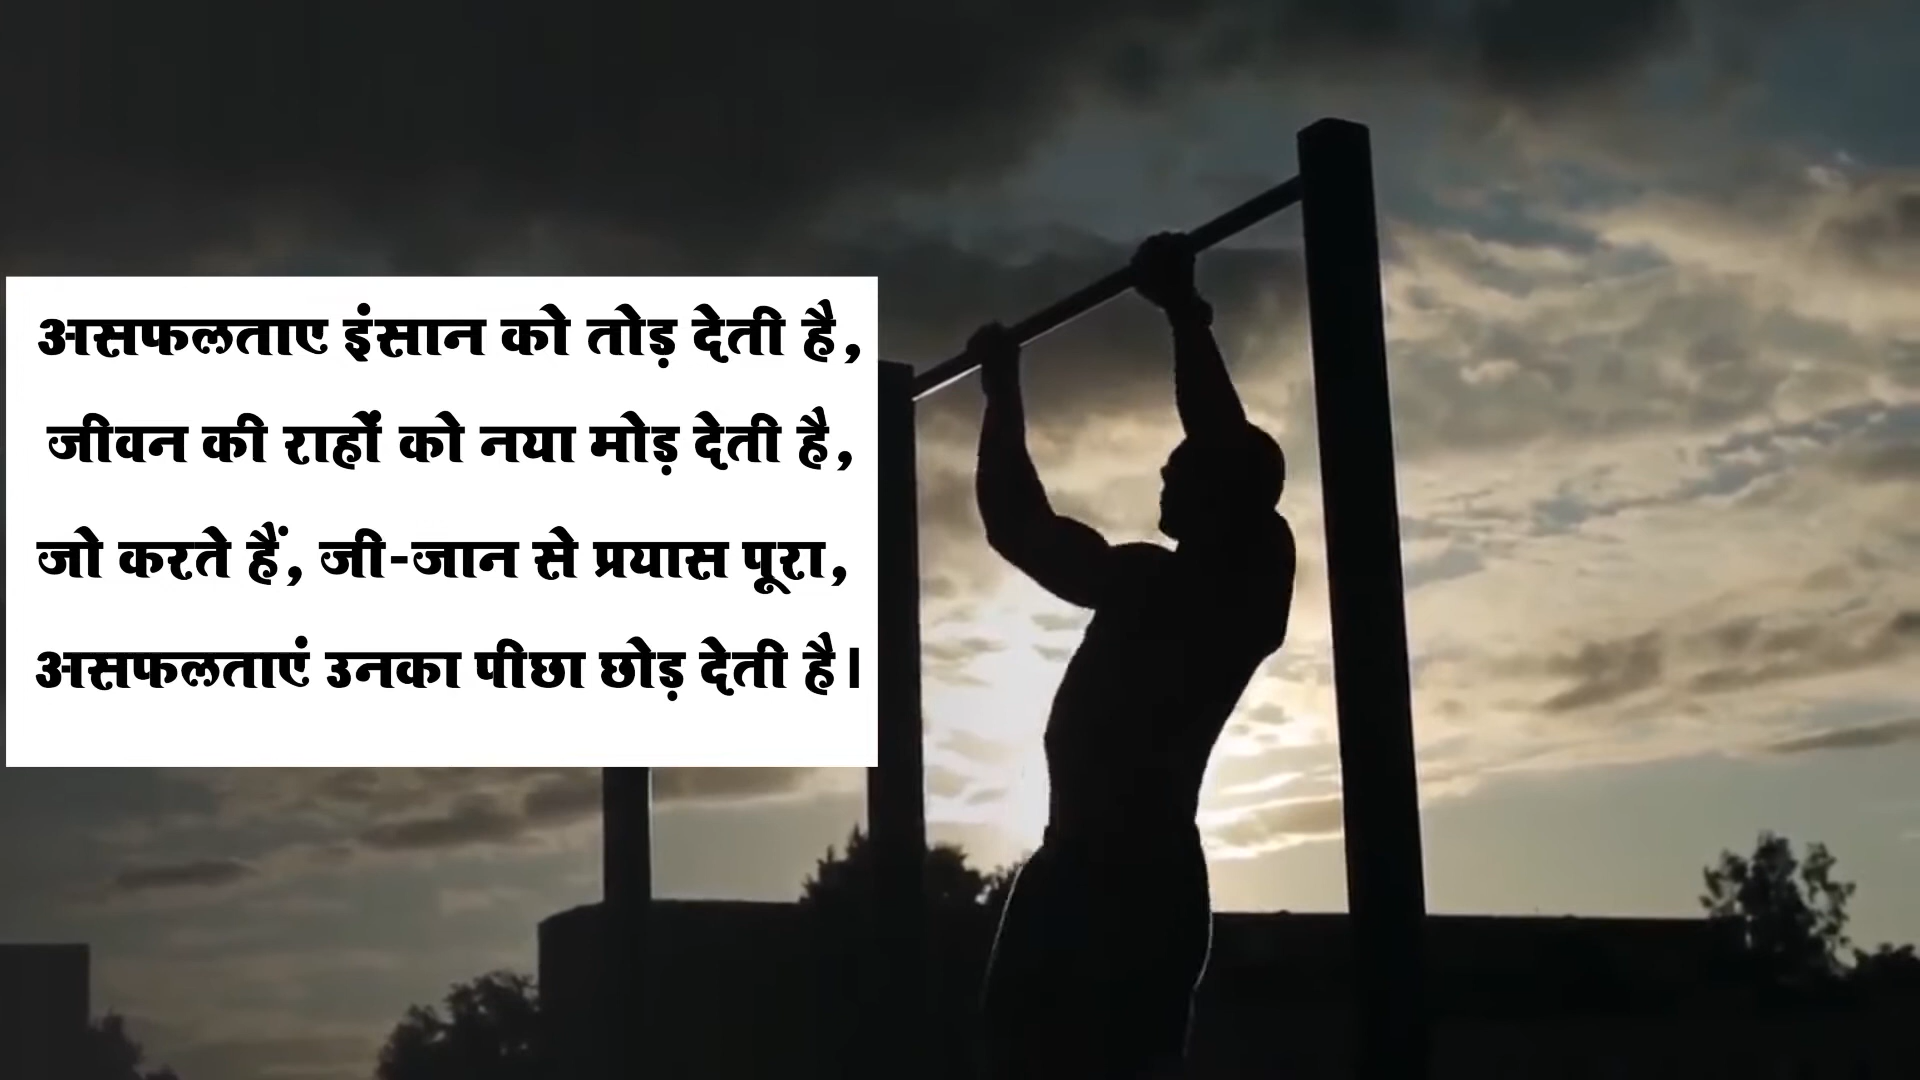 असफलताए इंसान को तोड़ देती है,
जीवन की राहों को नया मोड़ देती है,
जो करते हैं, जी-जान से प्रयास पूरा,
असफलताएं उनका पीछा छोड़ देती है।